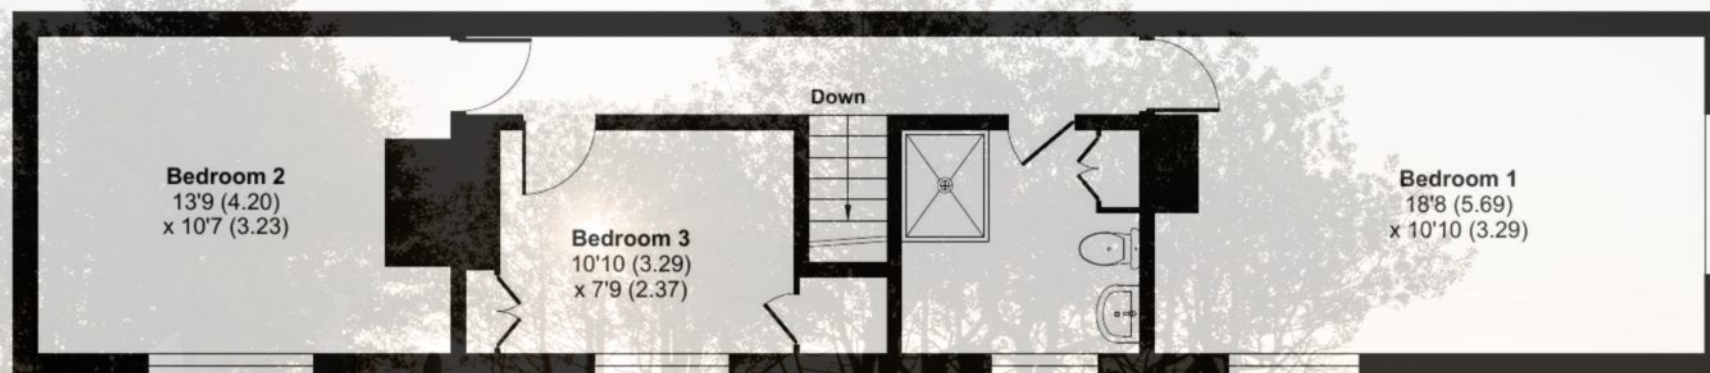 Down
Bedroom 2
13'9 (4.20)
x 10'7 (3.23)
Bedroom 3
10'10 (3.29)
x 7'9 (2.37)
Bedroom 1
18'8 (5.69)
x 10'10 (3.29)